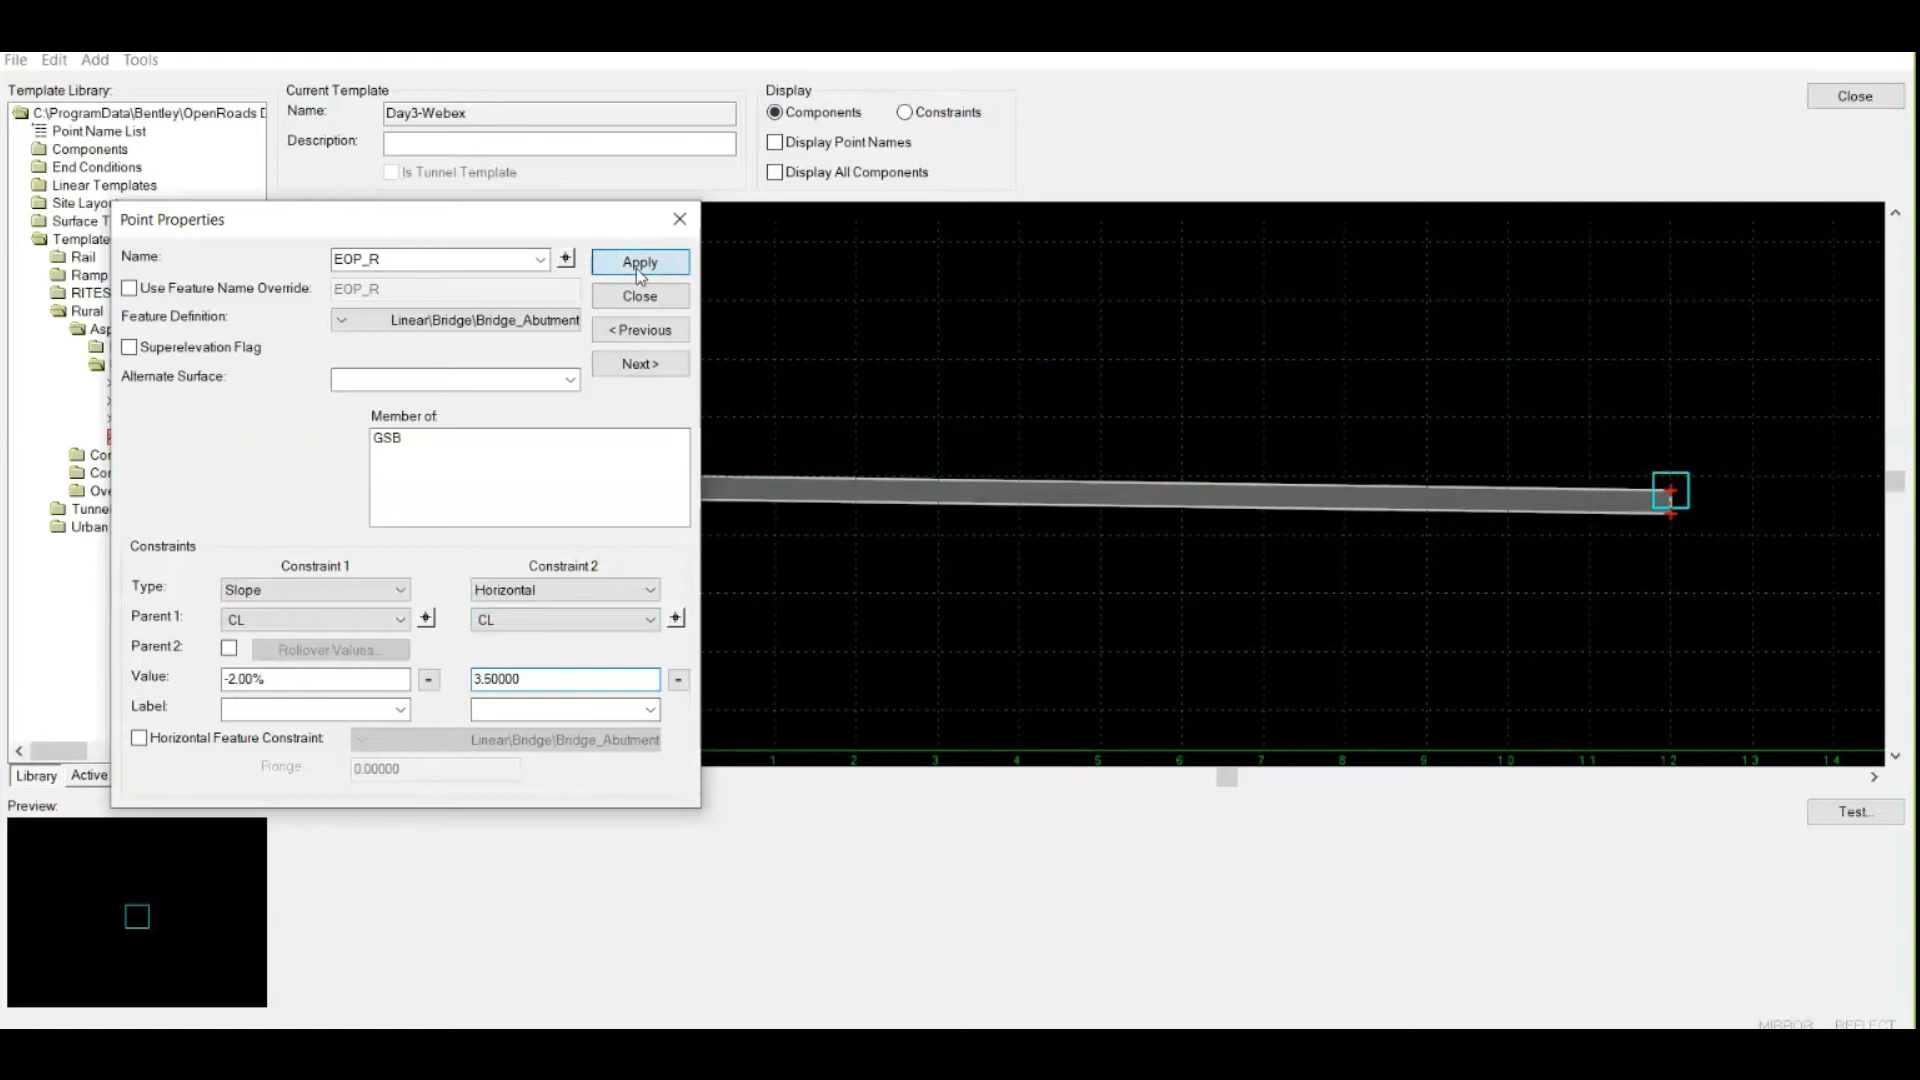 File Edit Add Tools
Template Library:
C:\ProgramData\Bentley\OpenRoads D
Point Name List
Components
End Conditions
Linear Templates
Site Layou
Surface T
Template
Rail
Ramp
RITES
Rural
Asp
Cor
Cor
Ove
Tunne
Urban
Library Active
Preview:
Current Template
Name: Day3-Webex
Description:
Is Tunnel Template
Display
Components Constraints
Display Point Names
Display All Components
Close
Point Properties
Name: EOP_R
Apply
Use Feature Name Override: EOP_R
Close
Feature Definition: Linear\Bridge\Bridge_Abutment
< Previous
Superelevation Flag
Next >
Alternate Surface:
Member of:
GSB
Constraints
Constraint 1 Constraint 2
Type: Slope Horizontal
Parent 1: CL CL
Parent 2: Rollover Values...
Value: -2.00% = 3.50000 =
Label:
Horizontal Feature Constraint: Linear\Bridge\Bridge_Abutment
Range: 0.00000
1 2 3 4 5 6 7 8 9 10 11 12 13 14
Test...
MIRROR REFLECT